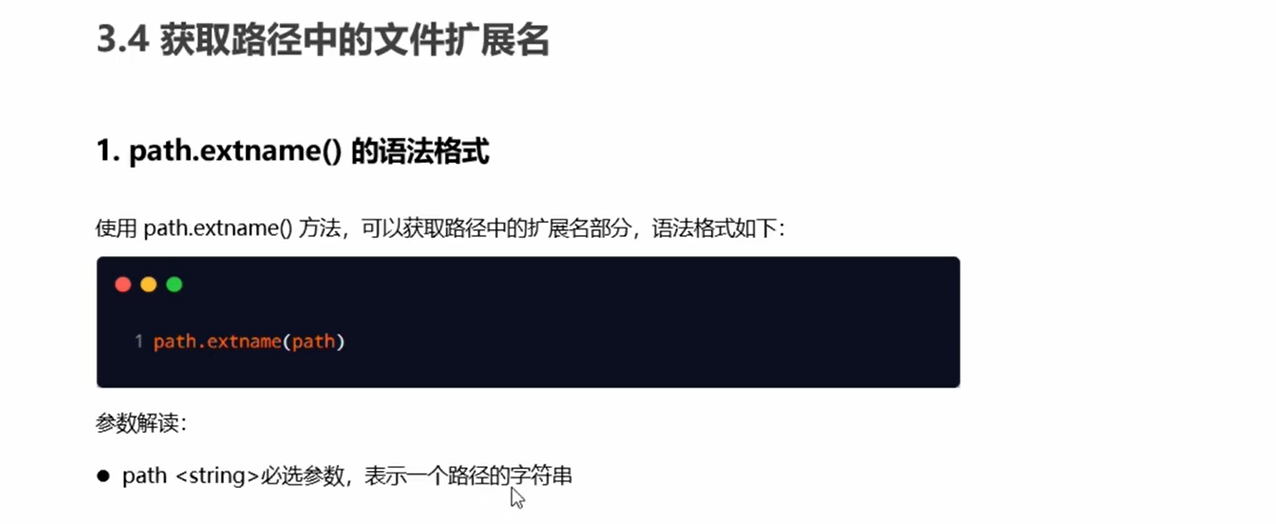 3.4 获取路径中的文件扩展名
1. path.extname() 的语法格式
使用 path.extname() 方法，可以获取路径中的扩展名部分，语法格式如下：
1 path.extname(path)
参数解读：
● path <string>必选参数，表示一个路径的字符串